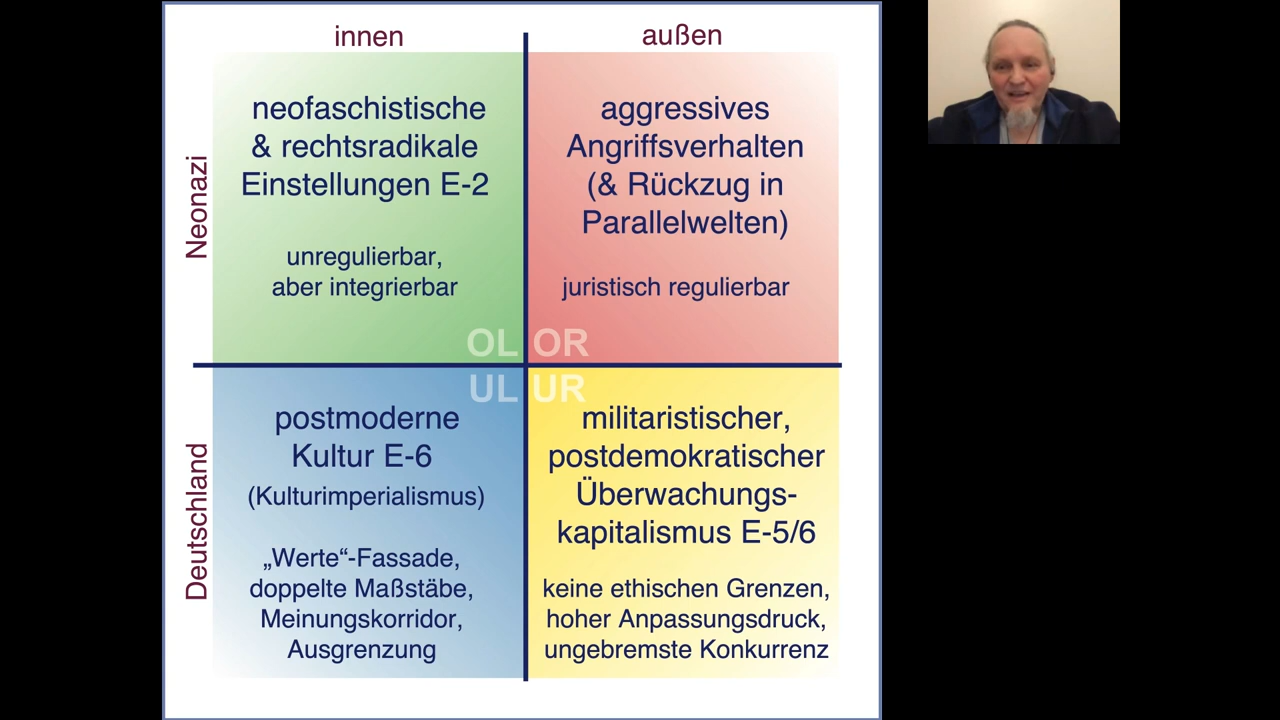 innen
außen
Neonazi
neofaschistische
& rechtsradikale
Einstellungen E-2
unregulierbar,
aber integrierbar
aggressives
Angriffsverhalten
(& Rückzug in
Parallelwelten)
juristisch regulierbar
OL OR
UL UR
Deutschland
postmoderne
Kultur E-6
(Kulturimperialismus)
„Werte“-Fassade,
doppelte Maßstäbe,
Meinungskorridor,
Ausgrenzung
militaristischer,
postdemokratischer
Überwachungs-
kapitalismus E-5/6
keine ethischen Grenzen,
hoher Anpassungsdruck,
ungebremste Konkurrenz